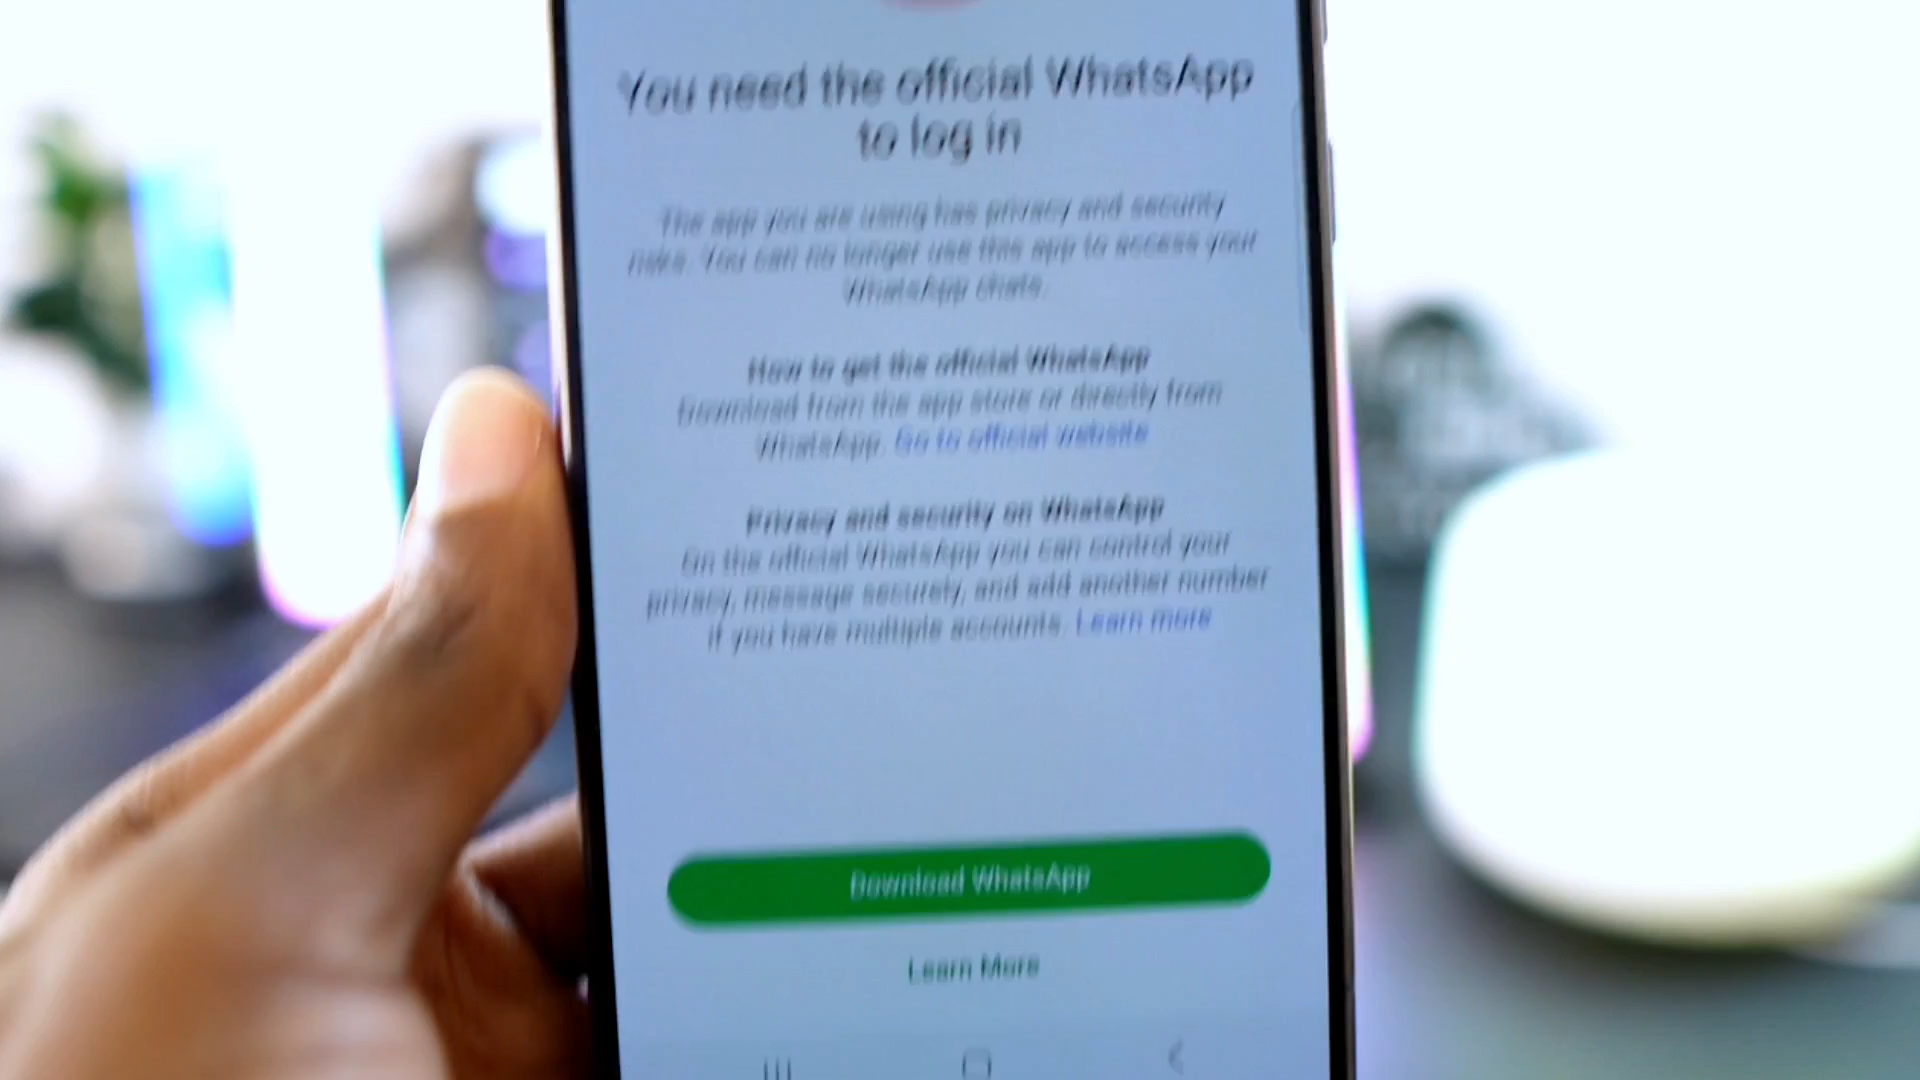 You need the official WhatsApp
to log in
The app you are using has privacy and security
risks. You can no longer use this app to access your
WhatsApp chats.
How to get the official WhatsApp
Download from the app store or directly from
WhatsApp. Go to official website
Privacy and security on WhatsApp
On the official WhatsApp you can control your
privacy, message securely, and add another number
if you have multiple accounts. Learn more
Download WhatsApp
Learn More